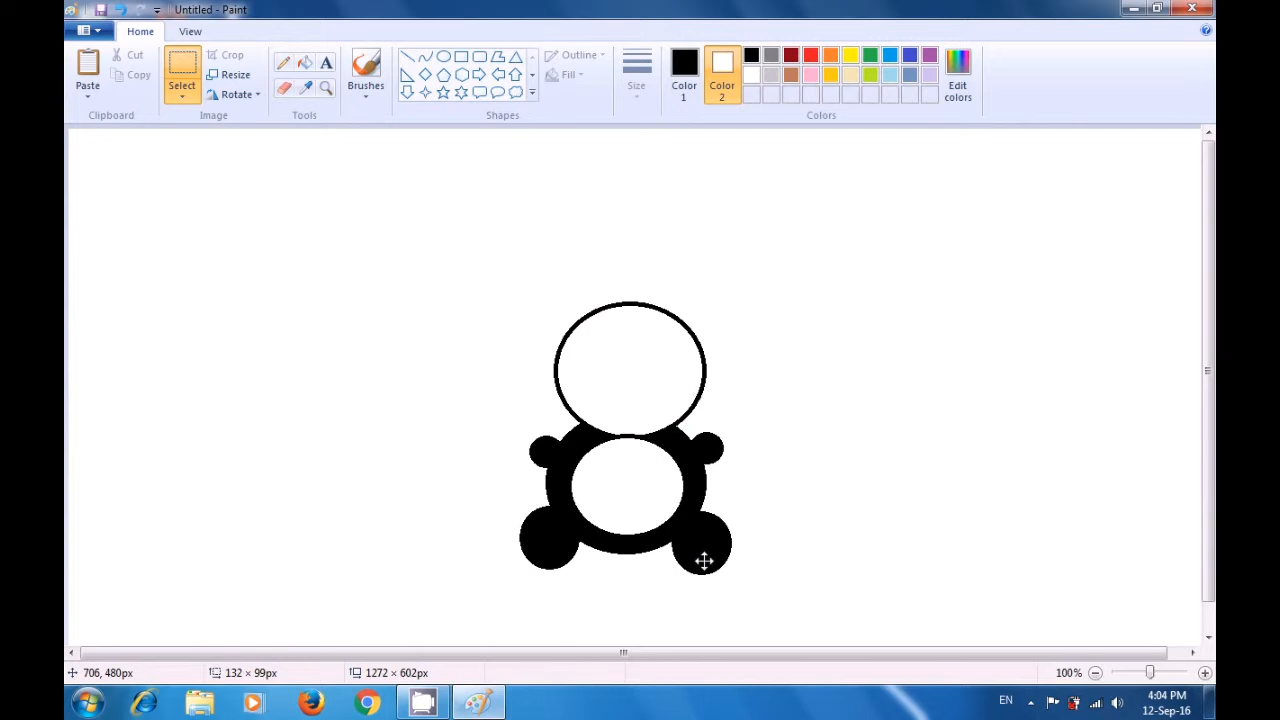 Untitled - Paint
Home View
Paste
Cut
Copy
Clipboard
Select
Crop
Resize
Rotate
Image
A
Tools
Brushes
Outline
Fill
Shapes
Size
Color 1
Color 2
Edit colors
Colors
706, 480px 132 × 99px 1272 × 602px 100%
EN 4:04 PM
12-Sep-16